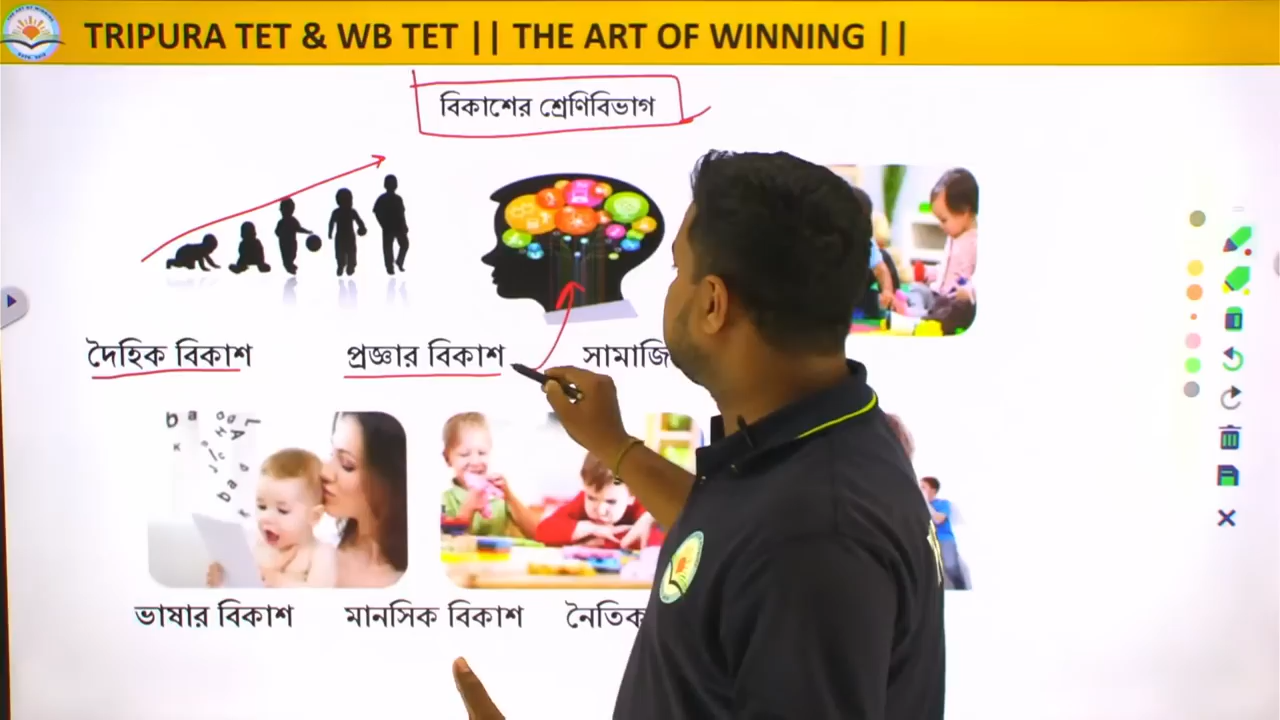 TRIPURA TET & WB TET || THE ART OF WINNING ||
বিকাশের শ্রেণিবিভাগ
দৈহিক বিকাশ প্রজ্ঞার বিকাশ
ভাষার বিকাশ মানসিক বিকাশ